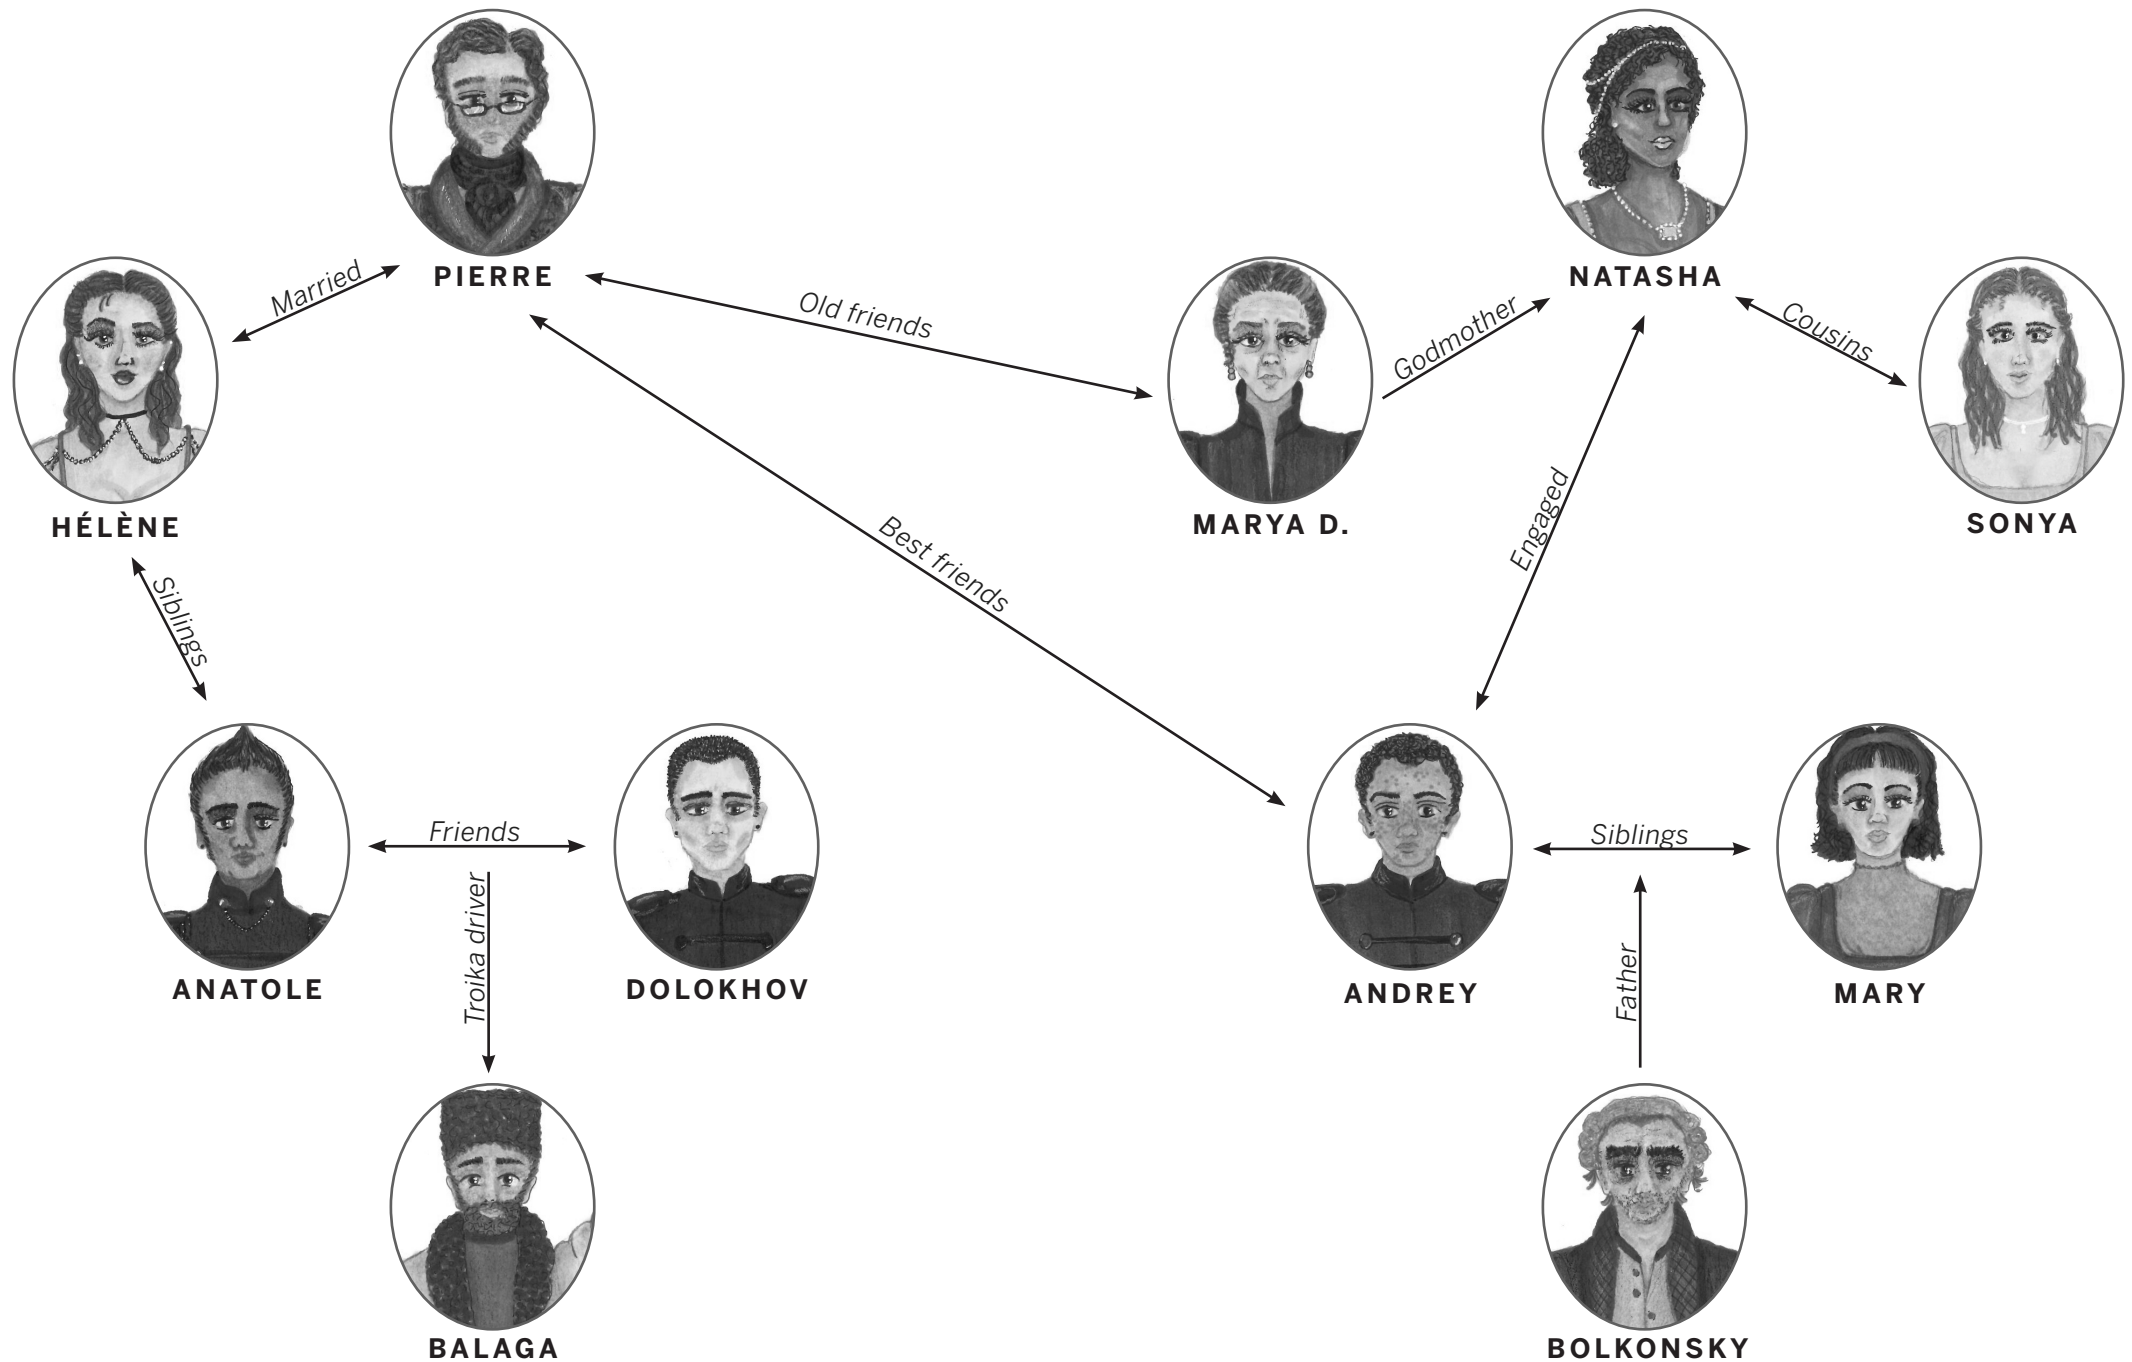 PIERRE
NATASHA
Married
Old friends
Godmother
Cousins
HÉLÈNE
MARYA D.
SONYA
Best friends
Engaged
Siblings
Friends
Siblings
Troika driver
Father
ANATOLE
DOLOKHOV
ANDREY
MARY
BALAGA
BOLKONSKY